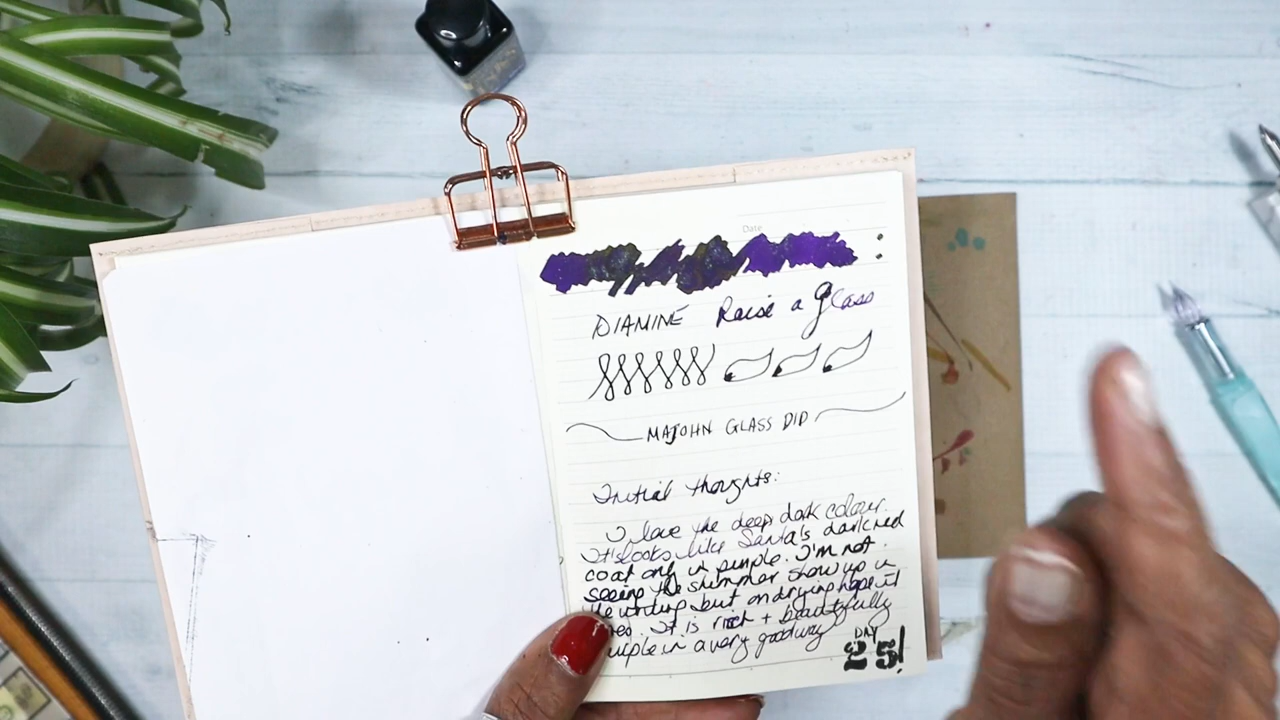 Date
DIAMINE Raise a glass
MAJOHN GLASS DIP
Initial thoughts:
I love the deep dark colour.
It's looks like Santa's dark red
coat only in purple. I'm not
seeing the shimmer show up in
the writing but on drying hope it
does. It is rich + beautifully
purple in a very good way
DAY
25!